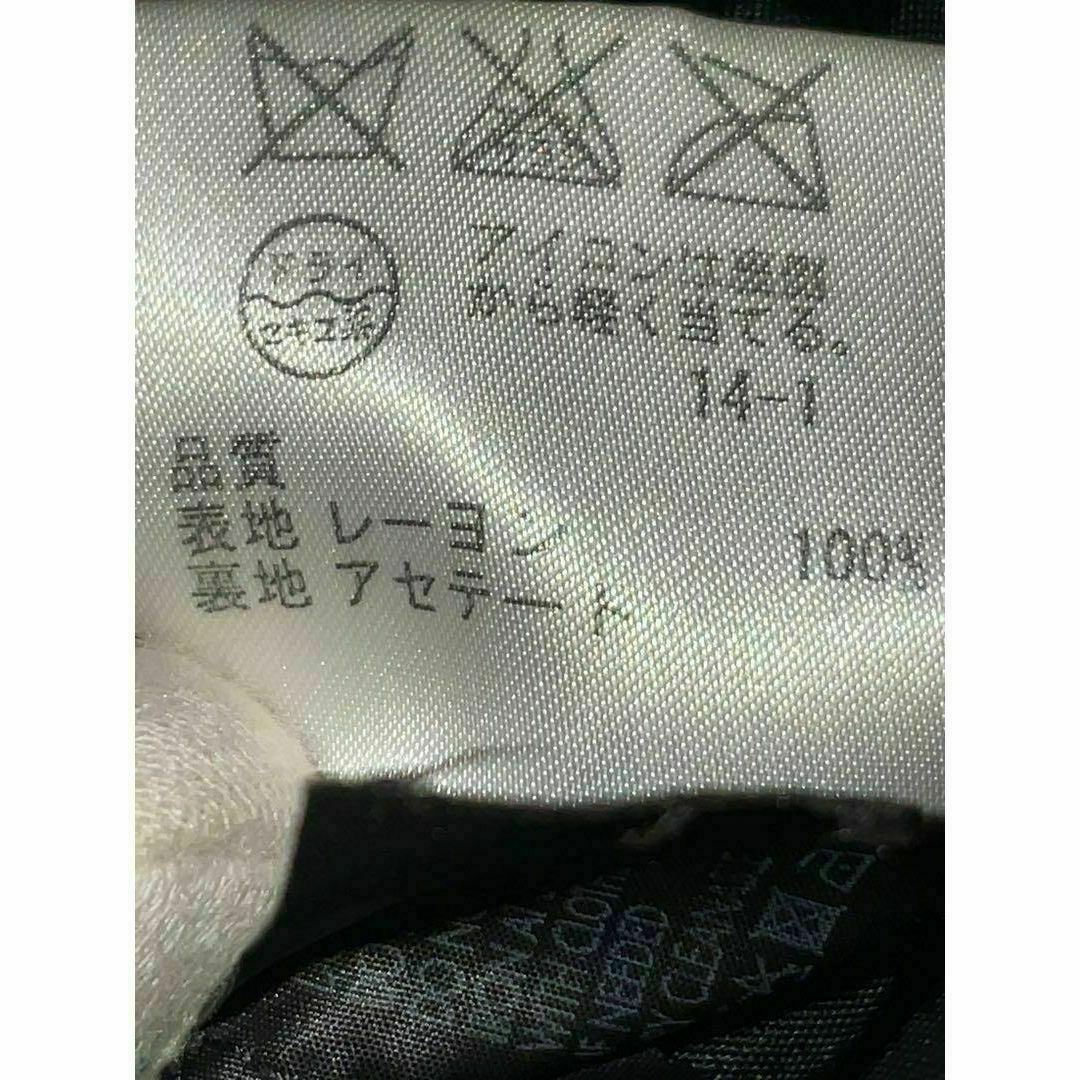 ドライ
セキユ系
アイロンは裏側
から軽く当てる。
14-1
品質
表地 レーヨン 100%
裏地 アセテート
NEEDED
CLEAN